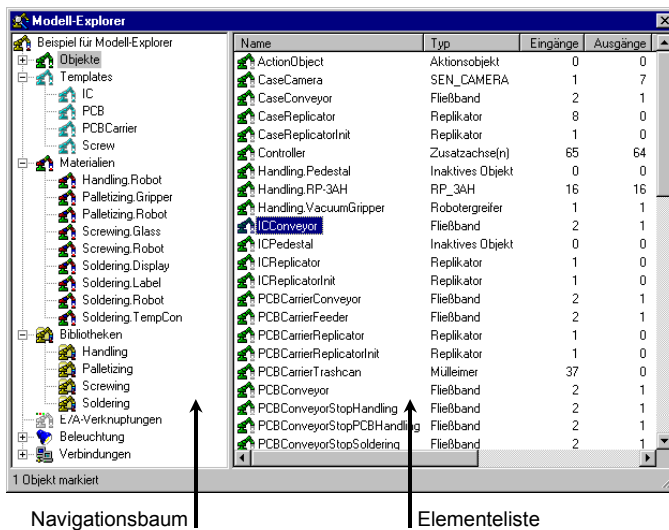 Modell-Explorer
Beispiel für Modell-Explorer
Objekte
Templates
IC
PCB
PCBCarrier
Screw
Materialien
Handling.Robot
Palletizing.Gripper
Palletizing.Robot
Screwing.Glass
Screwing.Robot
Soldering.Display
Soldering.Label
Soldering.Robot
Soldering.TempCon
Bibliotheken
Handling
Palletizing
Screwing
Soldering
E/A-Verknüpfungen
Beleuchtung
Verbindungen
Name Typ Eingänge Ausgänge
ActionObject Aktionsobjekt 0 0
CaseCamera SEN_CAMERA 1 7
CaseConveyor Fließband 2 1
CaseReplicator Replikator 8 0
CaseReplicatorInit Replikator 1 0
Controller Zusatzachse(n) 65 64
Handling.Pedestal Inaktives Objekt 0 0
Handling.RP-3AH RP_3AH 16 16
Handling.VacuumGripper Robotergreifer 1 1
ICConveyor Fließband 2 1
ICPedestal Inaktives Objekt 0 0
ICReplicator Replikator 1 0
ICReplicatorInit Replikator 1 0
PCBCarrierConveyor Fließband 2 1
PCBCarrierFeeder Fließband 2 1
PCBCarrierReplicator Replikator 1 0
PCBCarrierReplicatorInit Replikator 1 0
PCBCarrierTrashcan Mülleimer 37 0
PCBConveyor Fließband 2 1
PCBConveyorStopHandling Fließband 2 1
PCBConveyorStopPCBHandling Fließband 2 1
PCBConveyorStopSoldering Fließband 2 1
1 Objekt markiert
Navigationsbaum
Elementeliste